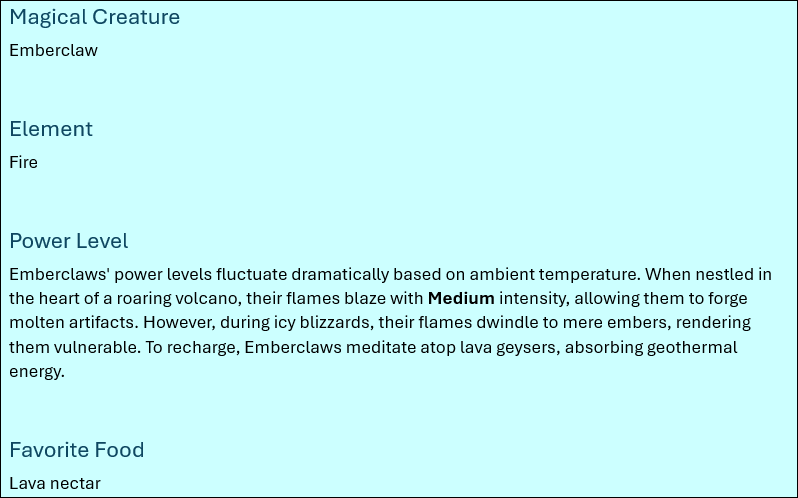 Magical Creature
Emberclaw
Element
Fire
Power Level
Emberclaws' power levels fluctuate dramatically based on ambient temperature. When nestled in
the heart of a roaring volcano, their flames blaze with Medium intensity, allowing them to forge
molten artifacts. However, during icy blizzards, their flames dwindle to mere embers, rendering
them vulnerable. To recharge, Emberclaws meditate atop lava geysers, absorbing geothermal
energy.
Favorite Food
Lava nectar